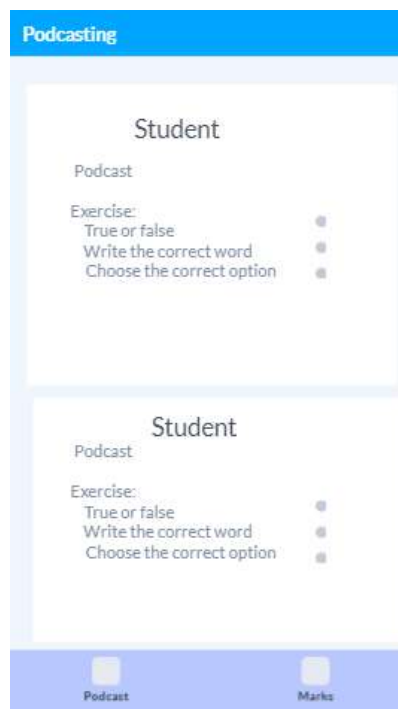 Podcasting
Student
Podcast
Exercise:
True or false
Write the correct word
Choose the correct option
Student
Podcast
Exercise:
True or false
Write the correct word
Choose the correct option
Podcast
Marks